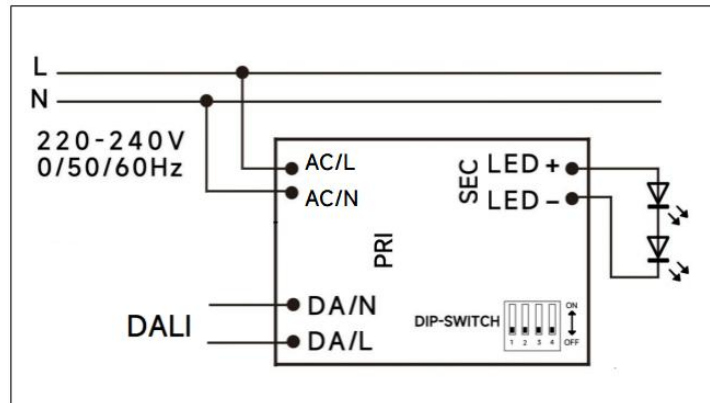 L
N
220-240V
0/50/60Hz
AC/L
AC/N
PRI
SEC
LED +
LED −
DALI
DA/N
DA/L
DIP-SWITCH
ON
1 2 3 4
OFF